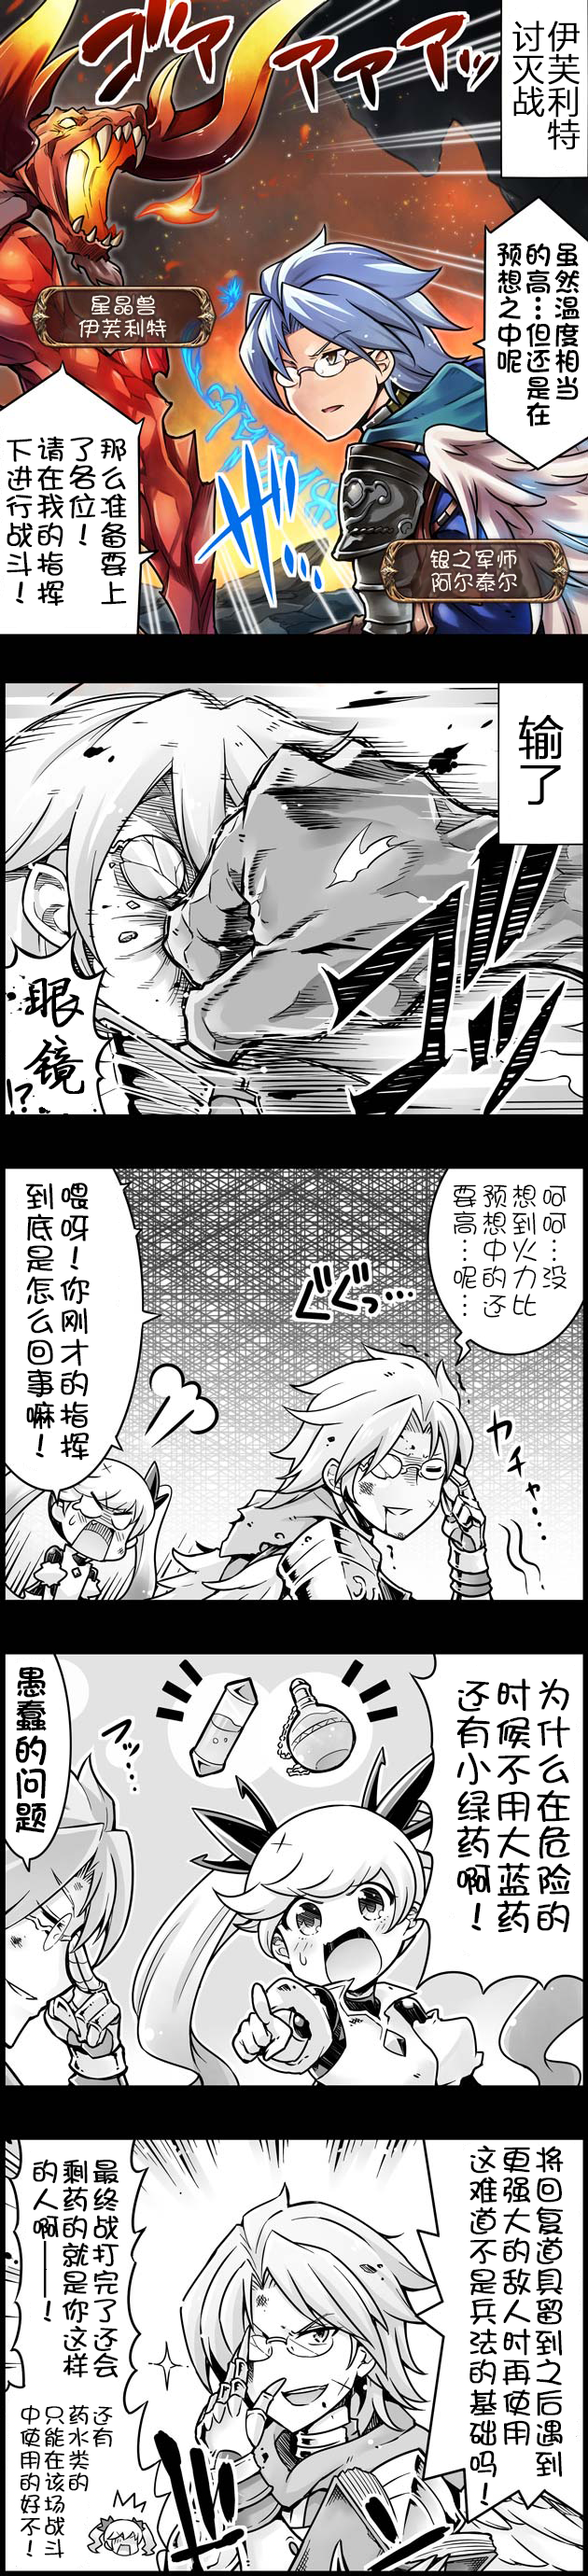 伊芙利特
讨灭战
ゴァァァァッ
虽然温度相当
的高…但还是在
预想之中呢
星晶兽
伊芙利特
银之军师
阿尔泰尔
那么准备要上
了各位！
请在我的指挥
下进行战斗！
输了
眼
镜
!?
ゴッ
呵呵…没
想到火力比
预想中的还
要高…呢…
ぐぐっ…
喂呀！你刚才的指挥
到底是怎么回事嘛！
カチャ…
为什么在危险的
时候不用大蓝药
还有小绿药啊！
フ…
愚蠢的问题
将回复道具留到之后遇到
更强大的敌人时再使用
这难道不是兵法的基础吗！
最终战打完了还会
剩药的就是你这样
的人啊——！
还有
药水类的
只能在该场战斗
中使用的好不！